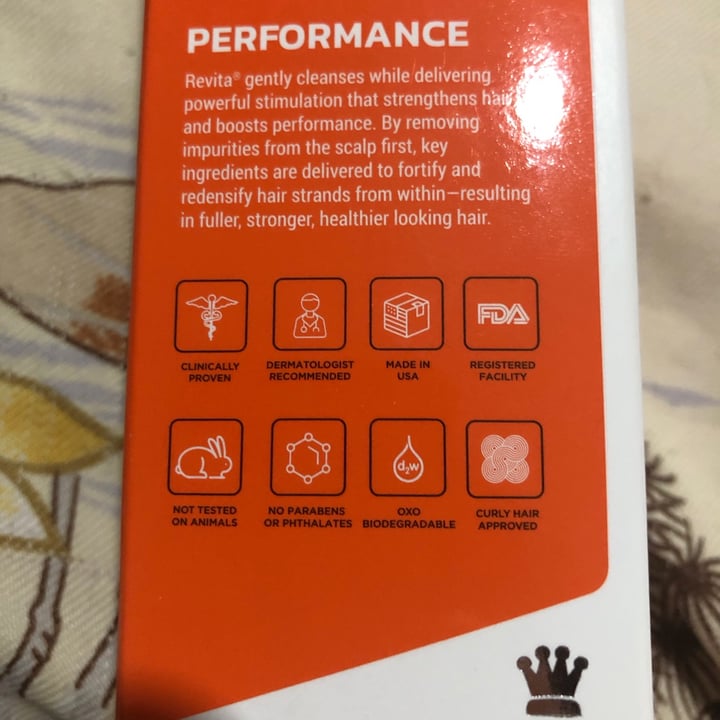 PERFORMANCE
Revita® gently cleanses while delivering
powerful stimulation that strengthens hair
and boosts performance. By removing
impurities from the scalp first, key
ingredients are delivered to fortify and
redensify hair strands from within—resulting
in fuller, stronger, healthier looking hair.
FDA
CLINICALLY
PROVEN
DERMATOLOGIST
RECOMMENDED
MADE IN
USA
REGISTERED
FACILITY
d₂w
NOT TESTED
ON ANIMALS
NO PARABENS
OR PHTHALATES
OXO
BIODEGRADABLE
CURLY HAIR
APPROVED